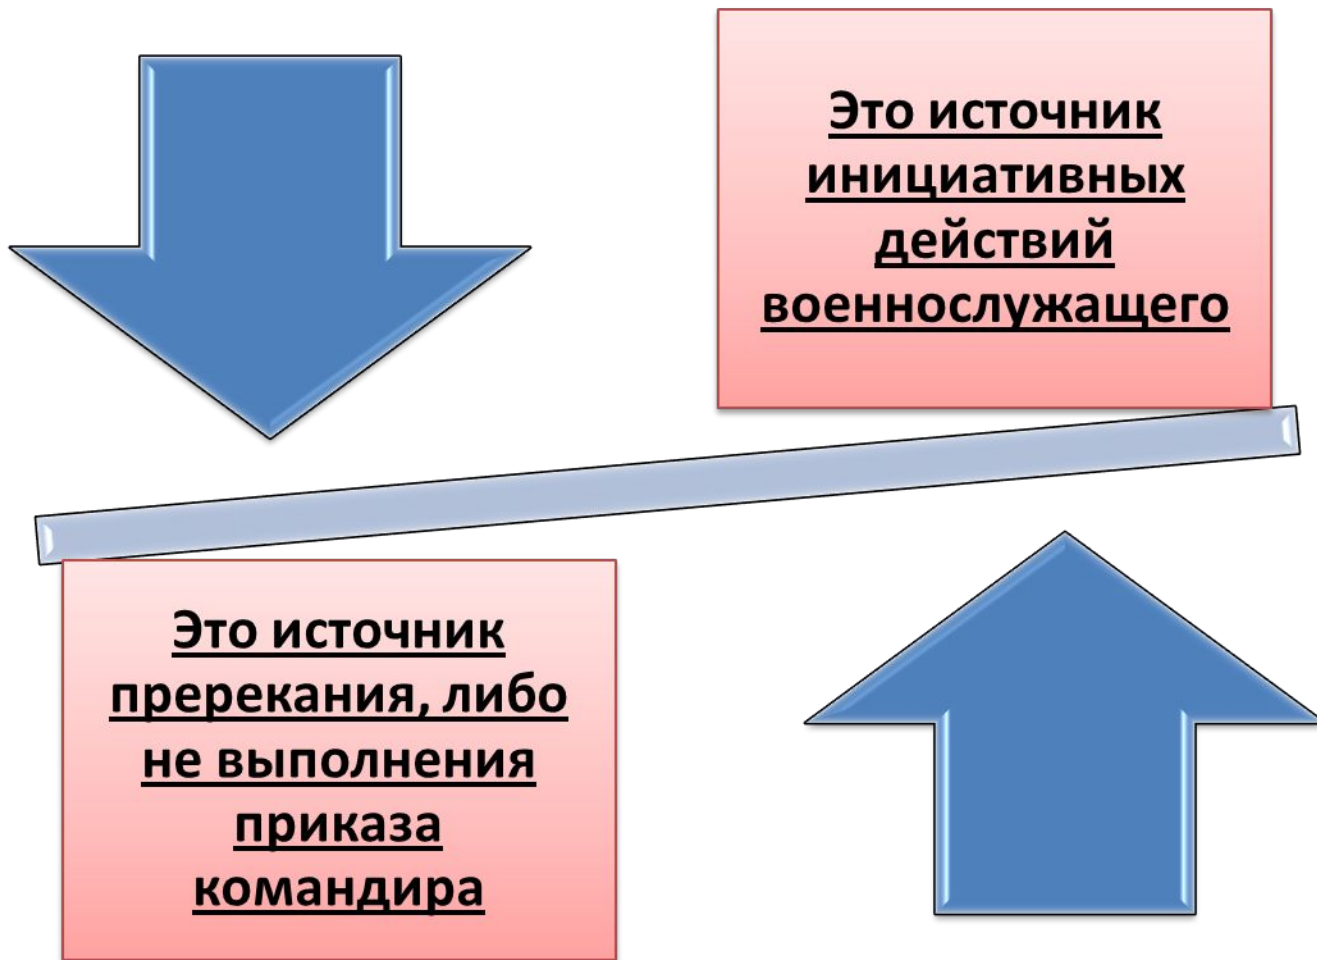 Это источник
инициативных
действий
военнослужащего
Это источник
пререкания, либо
не выполнения
приказа
командира